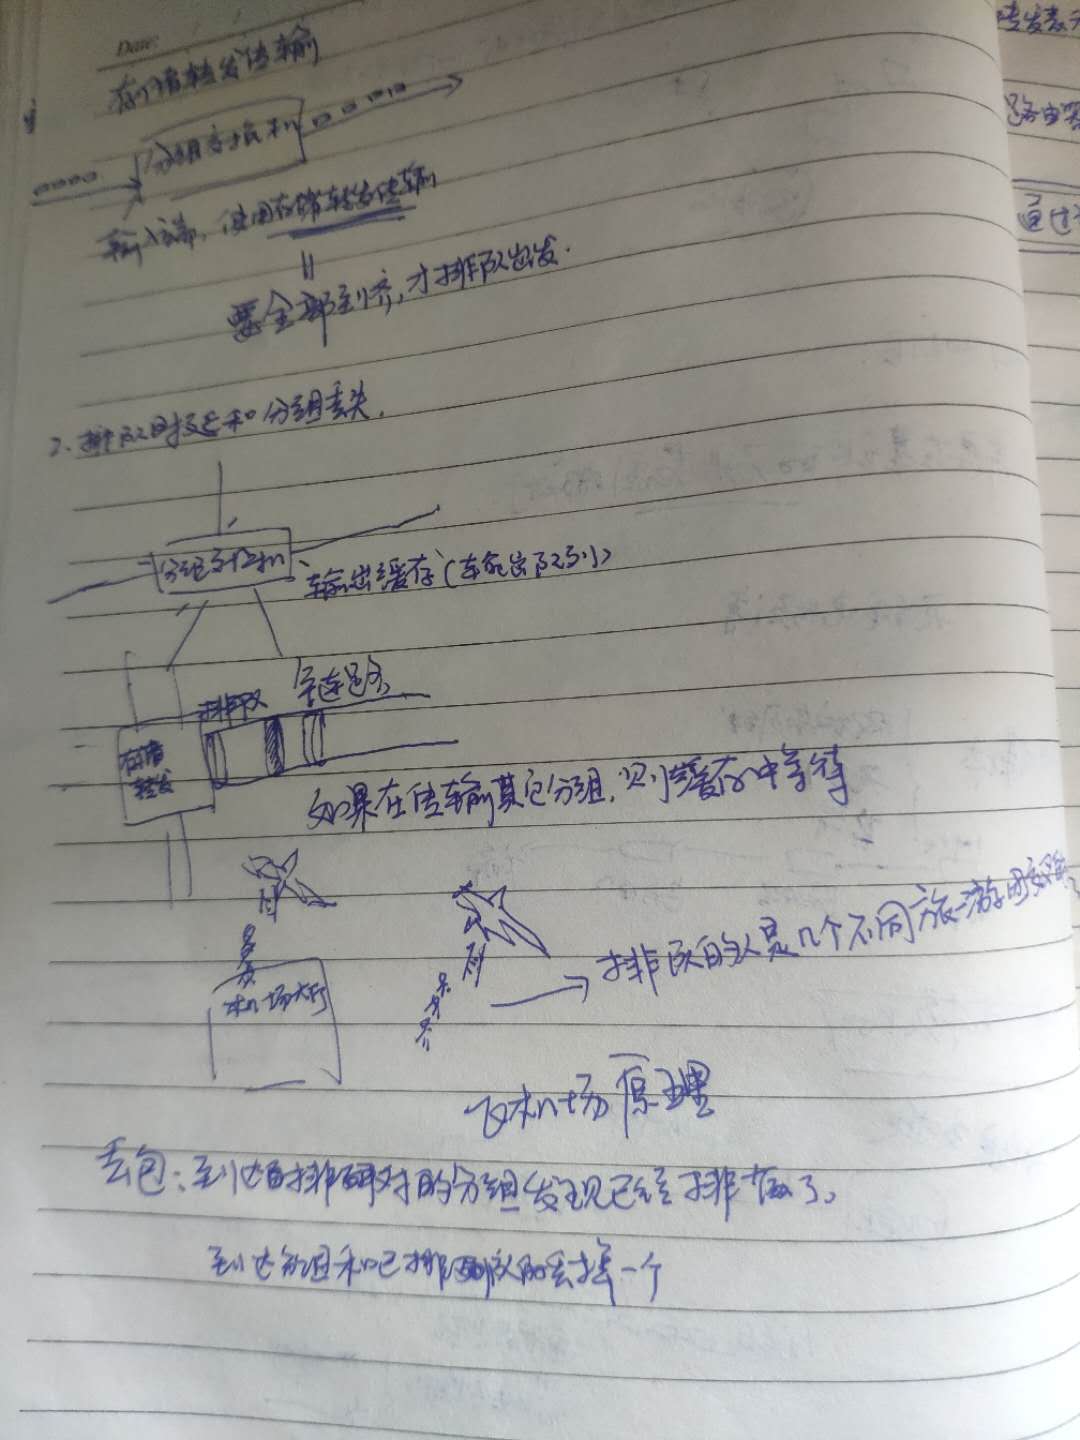 Date:
存储转发传输
分组交换机
输入端,使用存储转发传输
要全部到齐,才排队出发.
2. 排队时延和分组丢失.
分组交换机
输出缓存(输出队列)
排队
存储
转发
如果在传输其它分组,则缓存中等待
机场大厅
排队的人是几个不同旅游团
飞机场原理
丢包:到达排队时的分组发现已经排满了。
到达分组和已排队的丢掉一个
转发表
路由器
通过